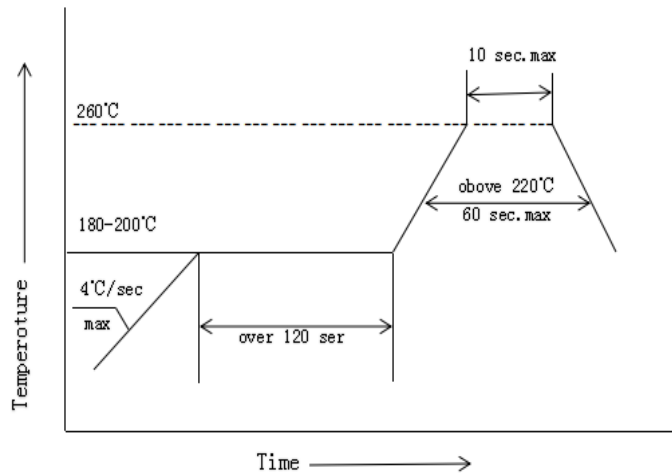 10 sec.max
260℃
obove 220℃
60 sec.max
180-200℃
4℃/sec
max
over 120 ser
Temperoture
Time